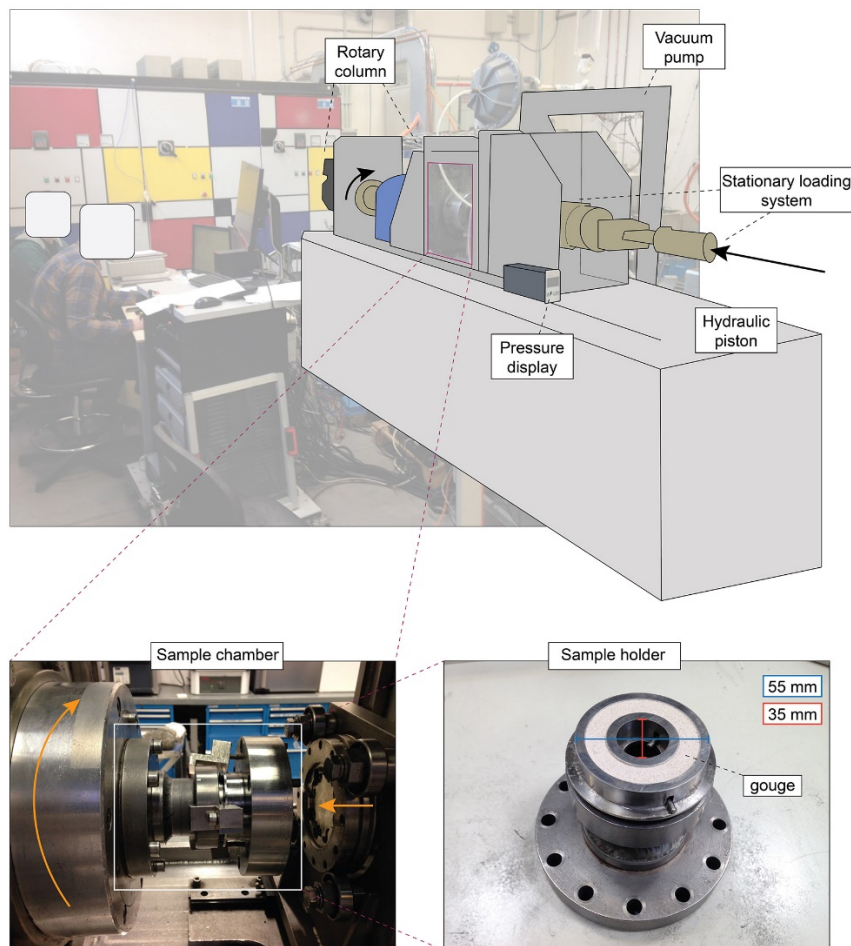 Rotary
column
Vacuum
pump
Stationary loading
system
Hydraulic
piston
Pressure
display
Sample chamber
Sample holder
55 mm
35 mm
gouge